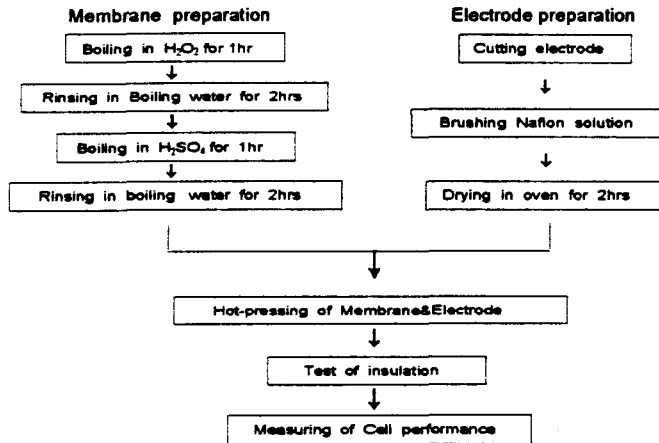 Membrane preparation
Boiling in H₂O₂ for 1hr
Rinsing in Boiling water for 2hrs
Boiling in H₂SO₄ for 1hr
Rinsing in boiling water for 2hrs
Electrode preparation
Cutting electrode
Brushing Nafion solution
Drying in oven for 2hrs
Hot-pressing of Membrane&Electrode
Test of insulation
Measuring of Cell performance